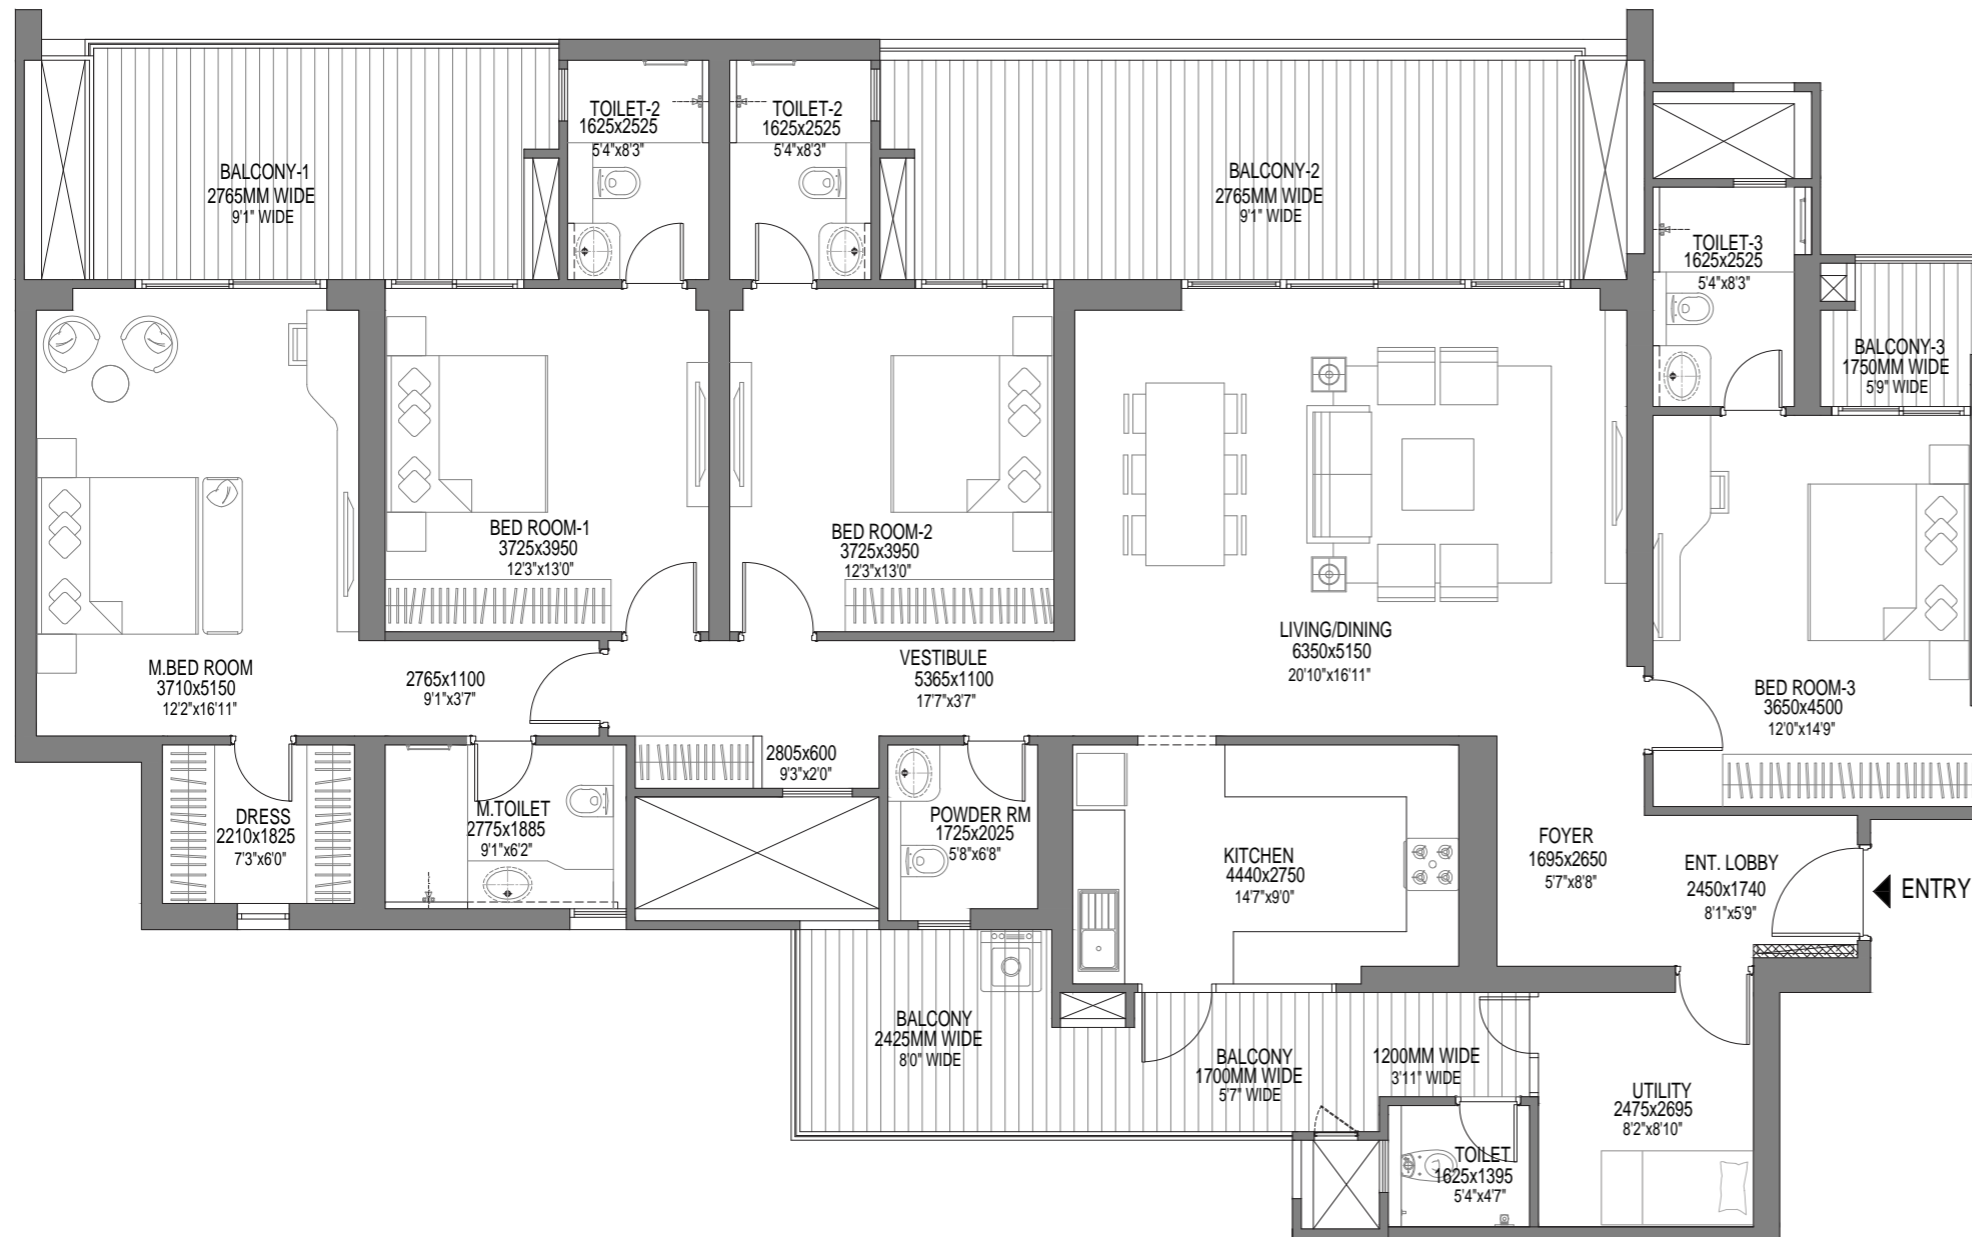 TOILET-2
1625x2525
5'4"x8'3"
TOILET-2
1625x2525
5'4"x8'3"
BALCONY-1
2765MM WIDE
9'1" WIDE
BALCONY-2
2765MM WIDE
9'1" WIDE
TOILET-3
1625x2525
5'4"x8'3"
BALCONY-3
1750MM WIDE
5'9" WIDE
BED ROOM-1
3725x3950
12'3"x13'0"
BED ROOM-2
3725x3950
12'3"x13'0"
LIVING/DINING
6350x5150
20'10"x16'11"
M.BED ROOM
3710x5150
12'2"x16'11"
2765x1100
9'1"x3'7"
VESTIBULE
5365x1100
17'7"x3'7"
BED ROOM-3
3650x4500
12'0"x14'9"
2805x600
9'3"x2'0"
DRESS
2210x1825
7'3"x6'0"
M.TOILET
2775x1885
9'1"x6'2"
POWDER RM
1725x2025
5'8"x6'8"
KITCHEN
4440x2750
14'7"x9'0"
FOYER
1695x2650
5'7"x8'8"
ENT. LOBBY
2450x1740
8'1"x5'9"
ENTRY
BALCONY
2425MM WIDE
8'0" WIDE
BALCONY
1700MM WIDE
5'7" WIDE
1200MM WIDE
3'11" WIDE
UTILITY
2475x2695
8'2"x8'10"
TOILET
1625x1395
5'4"x4'7"